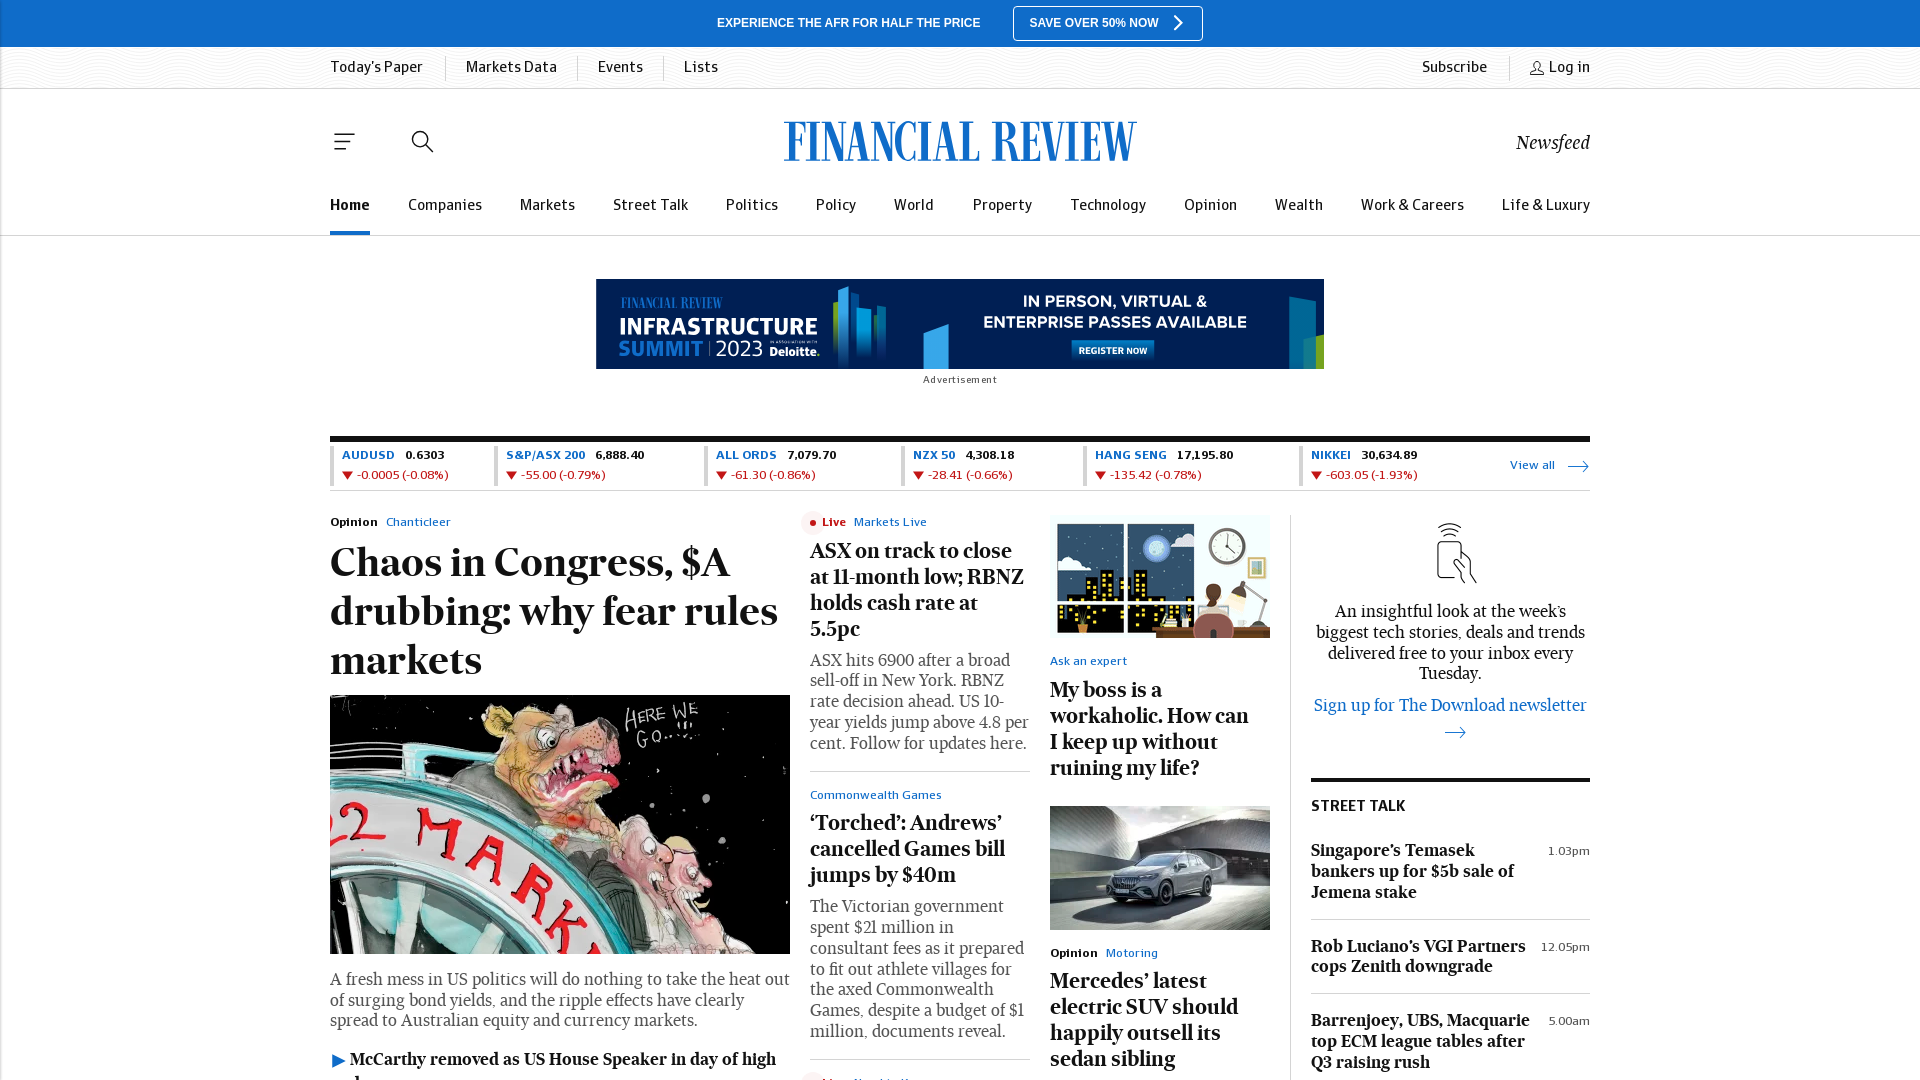 EXPERIENCE THE AFR FOR HALF THE PRICE
SAVE OVER 50% NOW
Today's Paper
Markets Data
Events
Lists
Subscribe
Log in
FINANCIAL REVIEW
Newsfeed
Home
Companies
Markets
Street Talk
Politics
Policy
World
Property
Technology
Opinion
Wealth
Work & Careers
Life & Luxury
FINANCIAL REVIEW
INFRASTRUCTURE
SUMMIT | 2023 IN ASSOCIATION WITH Deloitte.
IN PERSON, VIRTUAL &
ENTERPRISE PASSES AVAILABLE
REGISTER NOW
Advertisement
AUDUSD 0.6303
-0.0005 (-0.08%)
S&P/ASX 200 6,888.40
-55.00 (-0.79%)
ALL ORDS 7,079.70
-61.30 (-0.86%)
NZX 50 4,308.18
-28.41 (-0.66%)
HANG SENG 17,195.80
-135.42 (-0.78%)
NIKKEI 30,634.89
-603.05 (-1.93%)
View all
Opinion Chanticleer
Chaos in Congress, $A
drubbing: why fear rules
markets
HERE WE
GO.....!
22 MARK
A fresh mess in US politics will do nothing to take the heat out
of surging bond yields, and the ripple effects have clearly
spread to Australian equity and currency markets.
McCarthy removed as US House Speaker in day of high
Live Markets Live
ASX on track to close
at 11-month low; RBNZ
holds cash rate at
5.5pc
ASX hits 6900 after a broad
sell-off in New York. RBNZ
rate decision ahead. US 10-
year yields jump above 4.8 per
cent. Follow for updates here.
Commonwealth Games
‘Torched’: Andrews’
cancelled Games bill
jumps by $40m
The Victorian government
spent $21 million in
consultant fees as it prepared
to fit out athlete villages for
the axed Commonwealth
Games, despite a budget of $1
million, documents reveal.
Ask an expert
My boss is a
workaholic. How can
I keep up without
ruining my life?
Opinion Motoring
Mercedes’ latest
electric SUV should
happily outsell its
sedan sibling
An insightful look at the week's
biggest tech stories, deals and trends
delivered free to your inbox every
Tuesday.
Sign up for The Download newsletter
STREET TALK
Singapore’s Temasek
bankers up for $5b sale of
Jemena stake
1.03pm
Rob Luciano’s VGI Partners
cops Zenith downgrade
12.05pm
Barrenjoey, UBS, Macquarie
top ECM league tables after
Q3 raising rush
5.00am